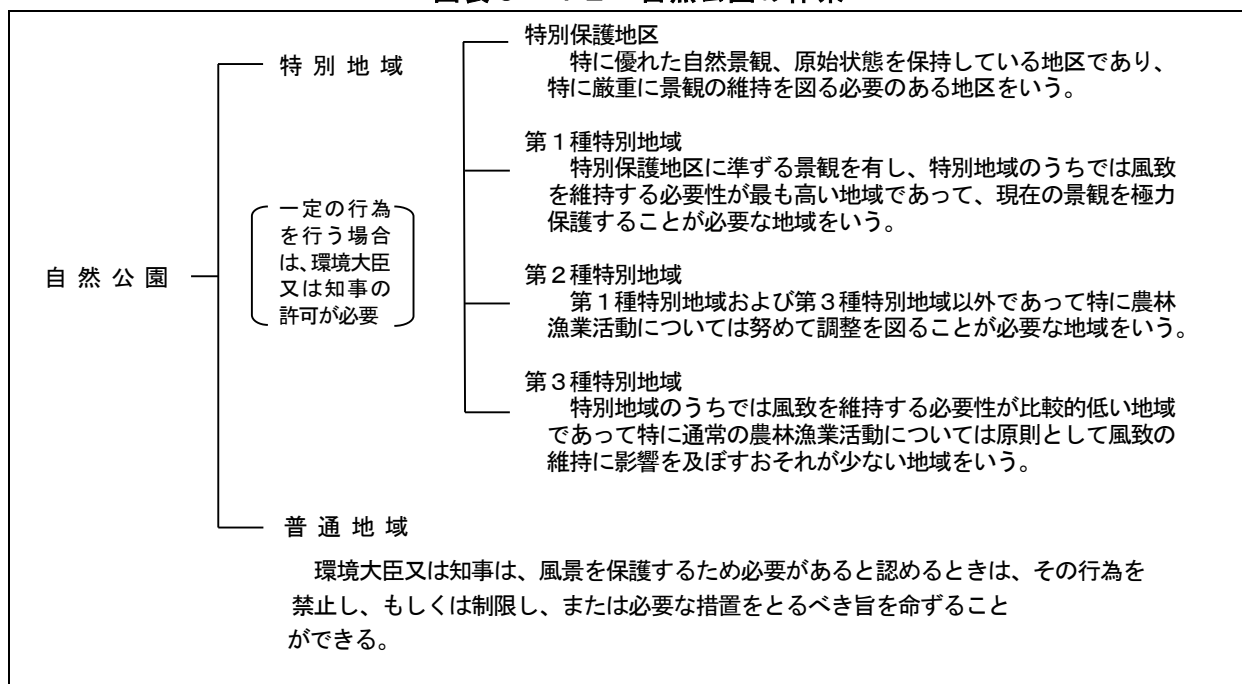 特別保護地区
特に優れた自然景観、原始状態を保持している地区であり、
特に厳重に景観の維持を図る必要のある地区をいう。
特別地域
第１種特別地域
特別保護地区に準ずる景観を有し、特別地域のうちでは風致
を維持する必要性が最も高い地域であって、現在の景観を極力
保護することが必要な地域をいう。
一定の行為
を行う場合
は、環境大臣
又は知事の
許可が必要
自然公園
第２種特別地域
第１種特別地域および第３種特別地域以外であって特に農林
漁業活動については努めて調整を図ることが必要な地域をいう。
第３種特別地域
特別地域のうちでは風致を維持する必要性が比較的低い地域
であって特に通常の農林漁業活動については原則として風致の
維持に影響を及ぼすおそれが少ない地域をいう。
普通地域
環境大臣又は知事は、風景を保護するため必要があると認めるときは、その行為を
禁止し、もしくは制限し、または必要な措置をとるべき旨を命ずること
ができる。